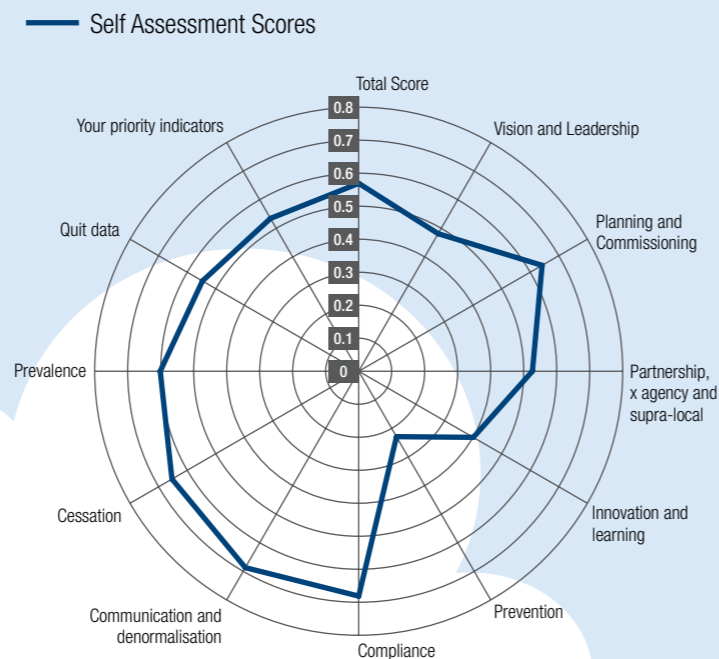 Self Assessment Scores
Total Score
0.8
0.7
0.6
0.5
0.4
0.3
0.2
0.1
0
Vision and Leadership
Planning and
Commissioning
Partnership,
x agency and
supra-local
Innovation and
learning
Prevention
Compliance
Communication and
denormalisation
Cessation
Prevalence
Quit data
Your priority indicators